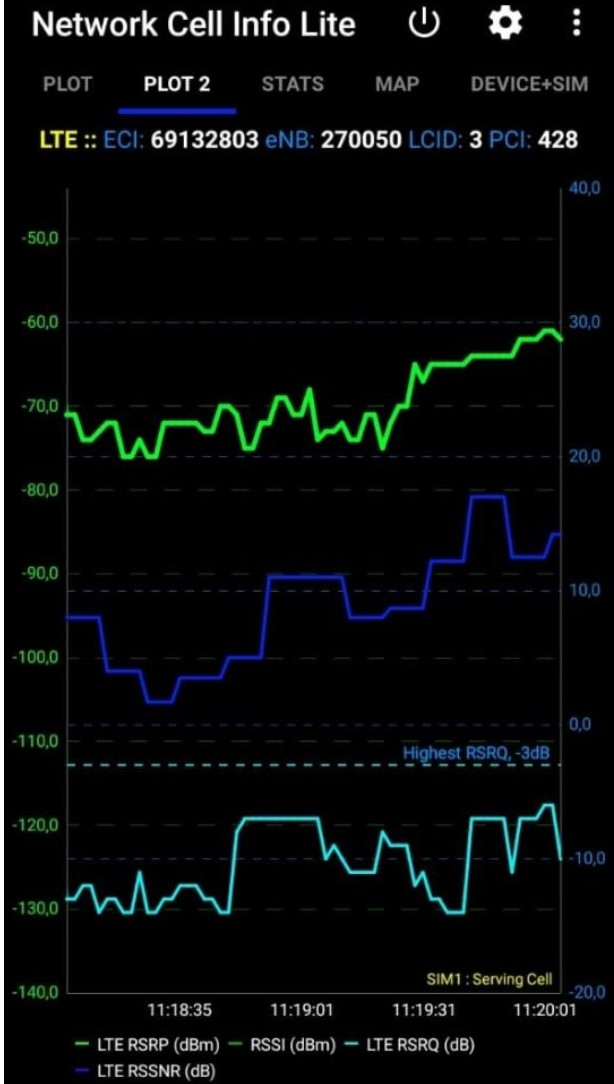 Network Cell Info Lite
PLOT PLOT 2 STATS MAP DEVICE+SIM
LTE :: ECI: 69132803 eNB: 270050 LCID: 3 PCI: 428
40,0
-50,0
-60,0 30,0
-70,0
20,0
-80,0
-90,0
10,0
-100,0
0,0
-110,0
Highest RSRQ, -3dB
-120,0
-10,0
-130,0
SIM1 : Serving Cell
-140,0 -20,0
11:18:35 11:19:01 11:19:31 11:20:01
LTE RSRP (dBm) RSSI (dBm) LTE RSRQ (dB)
LTE RSSNR (dB)